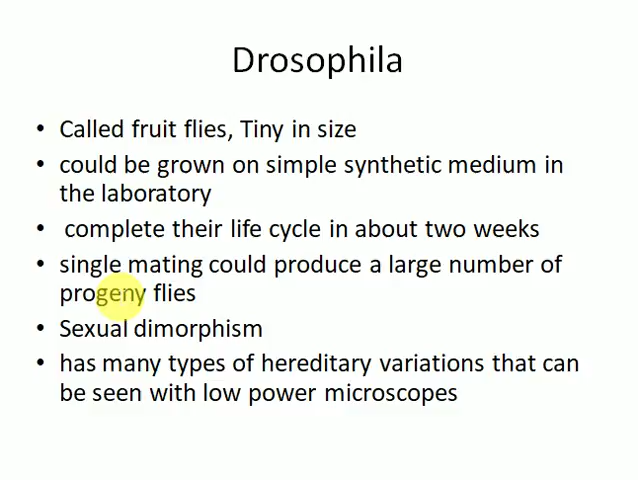 Drosophila
• Called fruit flies, Tiny in size
• could be grown on simple synthetic medium in
the laboratory
• complete their life cycle in about two weeks
• single mating could produce a large number of
progeny flies
• Sexual dimorphism
• has many types of hereditary variations that can
be seen with low power microscopes